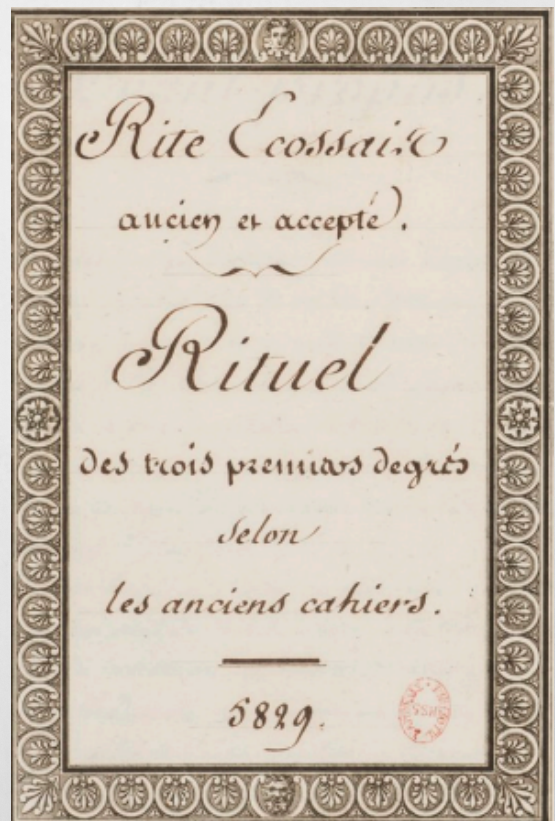 Rite Ecossais
ancien et accepté.
Rituel
des trois premiers degrés
selon
les anciens cahiers.
5829.